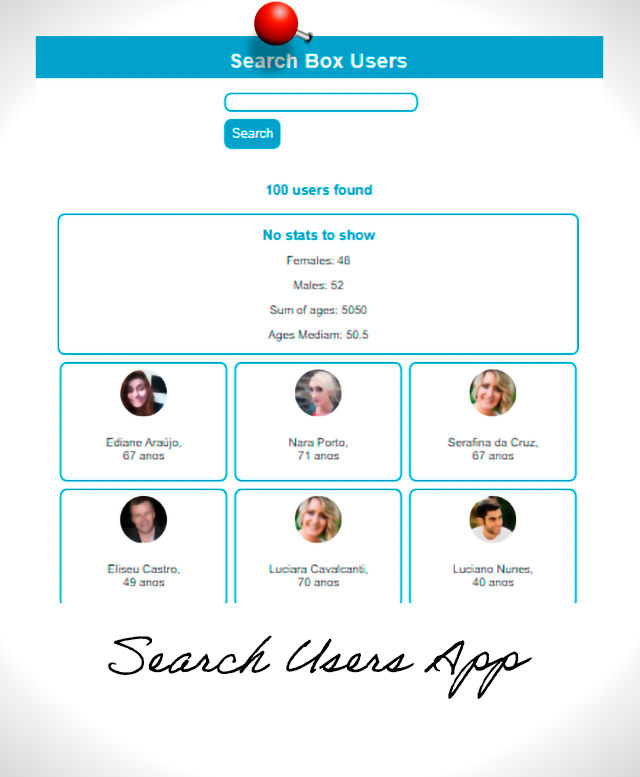 Search Box Users
Search
100 users found
No stats to show
Females: 48
Males: 52
Sum of ages: 5050
Ages Mediam: 50.5
Ediane Araújo,
67 anos
Nara Porto,
71 anos
Serafina da Cruz,
67 anos
Eliseu Castro,
49 anos
Luciara Cavalcanti,
70 anos
Luciano Nunes,
40 anos
Search Users App